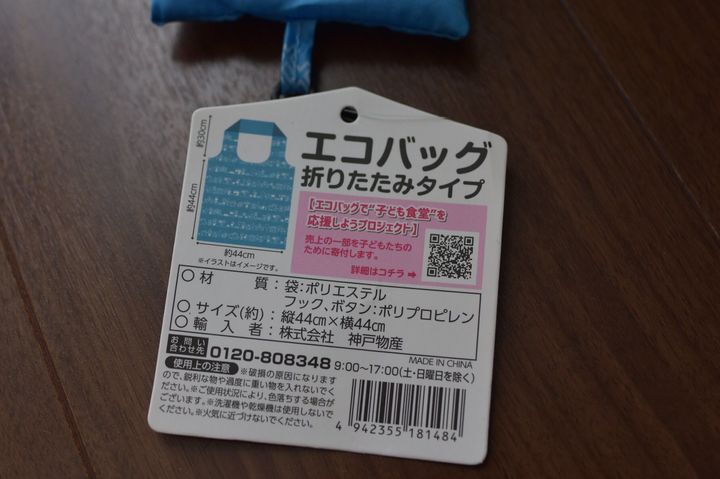 エコバッグ
折りたたみタイプ
約30cm
約44cm
約44cm
※イラストはイメージです。
【エコバッグで"子ども食堂"を
応援しようプロジェクト】
売上の一部を子どもたちの
ために寄付します。
詳細はコチラ ➡
○材 質：袋：ポリエステル
フック、ボタン：ポリプロピレン
○サイズ(約)：縦44cm×横44cm
○輸 入 者：株式会社 神戸物産
お問い合わせ先 0120-808348 9:00~17:00(土・日曜日を除く)
MADE IN CHINA
使用上の注意 ※破損の原因になりますので、鋭利な物や過度に重い物を入れないでください。※ご使用状況により、色落ちする場合がございます。※洗濯機や乾燥機は使用しないでください。※火気に近づけないでください。
4 942355 181484